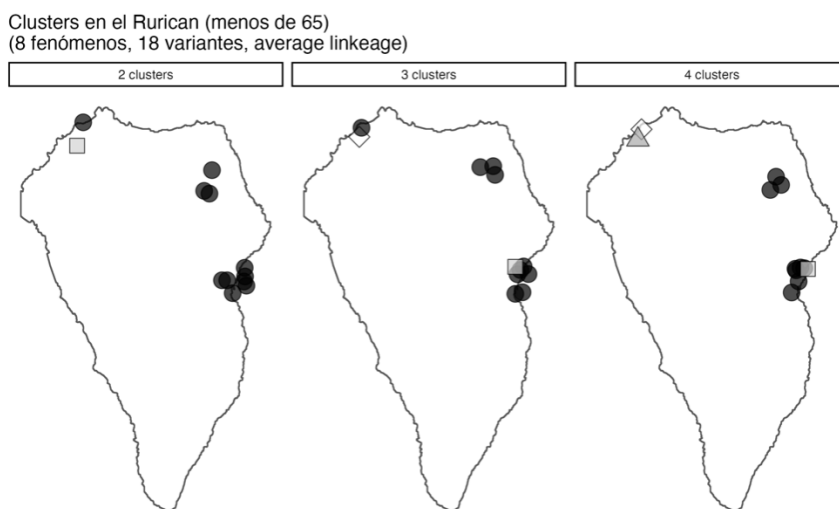 Clusters en el Rurican (menos de 65)
(8 fenómenos, 18 variantes, average linkeage)
2 clusters
3 clusters
4 clusters